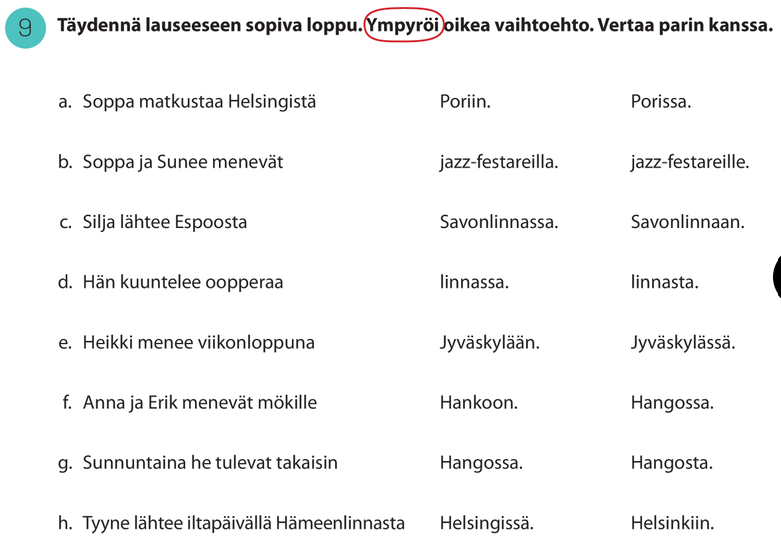 9 Täydennä lauseeseen sopiva loppu. Ympyröi oikea vaihtoehto. Vertaa parin kanssa.
a. Soppa matkustaa Helsingistä Poriin. Porissa.
b. Soppa ja Sunee menevät jazz-festareilla. jazz-festareille.
c. Silja lähtee Espoosta Savonlinnassa. Savonlinnaan.
d. Hän kuuntelee oopperaa linnassa. linnasta.
e. Heikki menee viikonloppuna Jyväskylään. Jyväskylässä.
f. Anna ja Erik menevät mökille Hankoon. Hangossa.
g. Sunnuntaina he tulevat takaisin Hangossa. Hangosta.
h. Tyyne lähtee iltapäivällä Hämeenlinnasta Helsingissä. Helsinkiin.